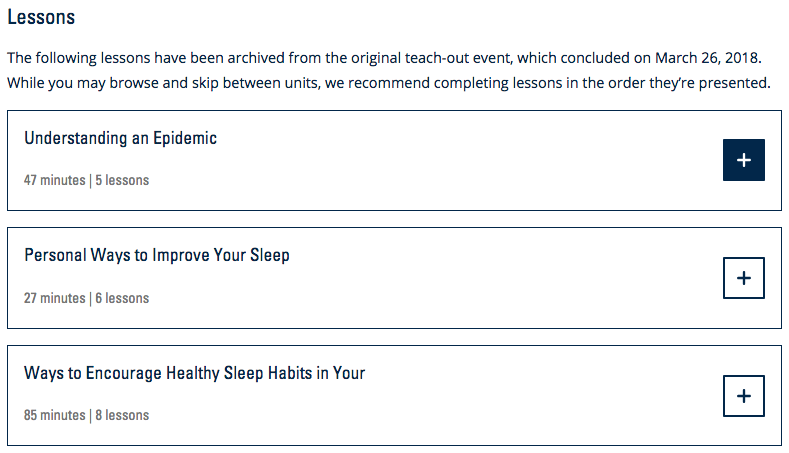 Lessons
The following lessons have been archived from the original teach-out event, which concluded on March 26, 2018.
While you may browse and skip between units, we recommend completing lessons in the order they’re presented.
Understanding an Epidemic
47 minutes | 5 lessons
Personal Ways to Improve Your Sleep
27 minutes | 6 lessons
Ways to Encourage Healthy Sleep Habits in Your
85 minutes | 8 lessons